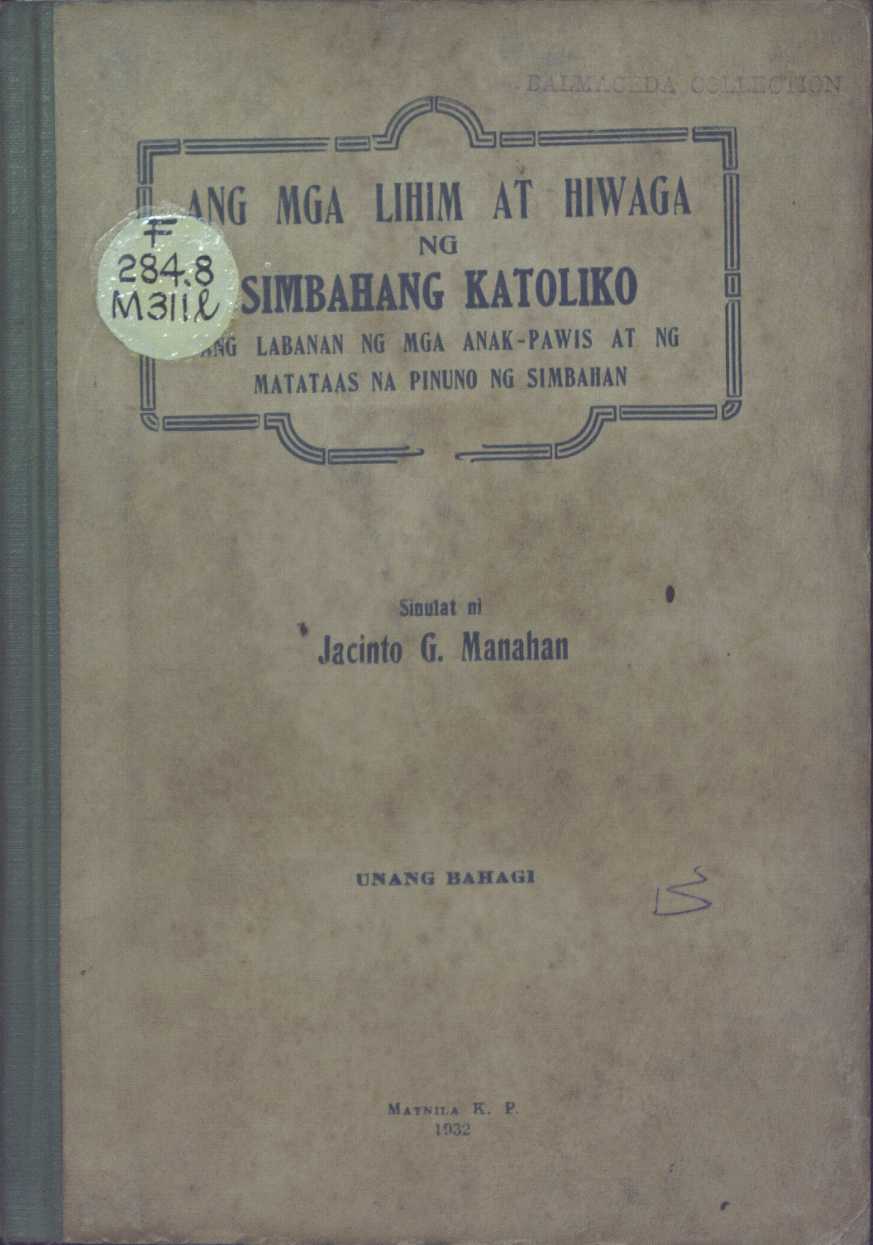 BALMACEDA COLLECTION
ANG MGA LIHIM AT HIWAGA
NG
SIMBAHANG KATOLIKO
ANG LABANAN NG MGA ANAK-PAWIS AT NG
MATATAAS NA PINUNO NG SIMBAHAN
F
284.8
M311l
Sinulat ni
Jacinto G. Manahan
UNANG BAHAGI
MAYNILA K. P.
1932